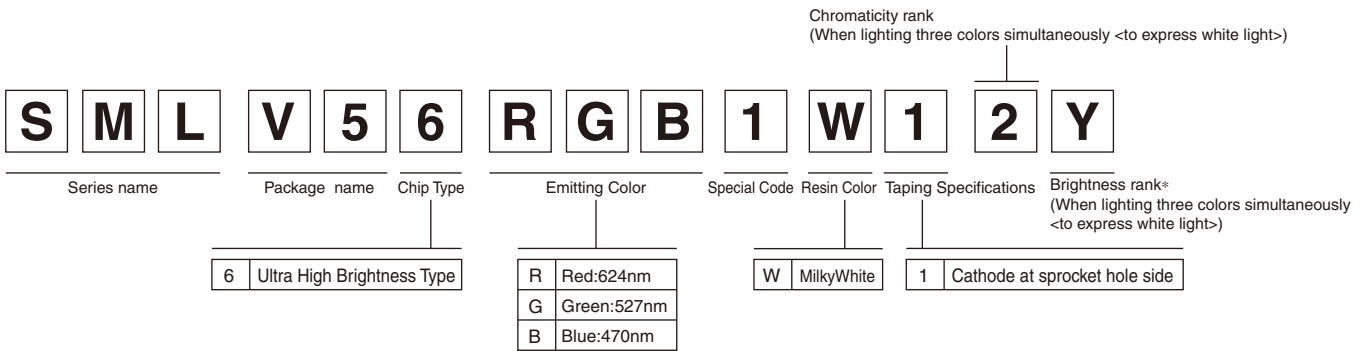 Chromaticity rank
(When lighting three colors simultaneously <to express white light>)
S M L V 5 6 R G B 1 W 1 2 Y
Series name Package name Chip Type Emitting Color Special Code Resin Color Taping Specifications Brightness rank*
(When lighting three colors simultaneously
<to express white light>)
6 Ultra High Brightness Type
R Red:624nm
G Green:527nm
B Blue:470nm
W MilkyWhite
1 Cathode at sprocket hole side